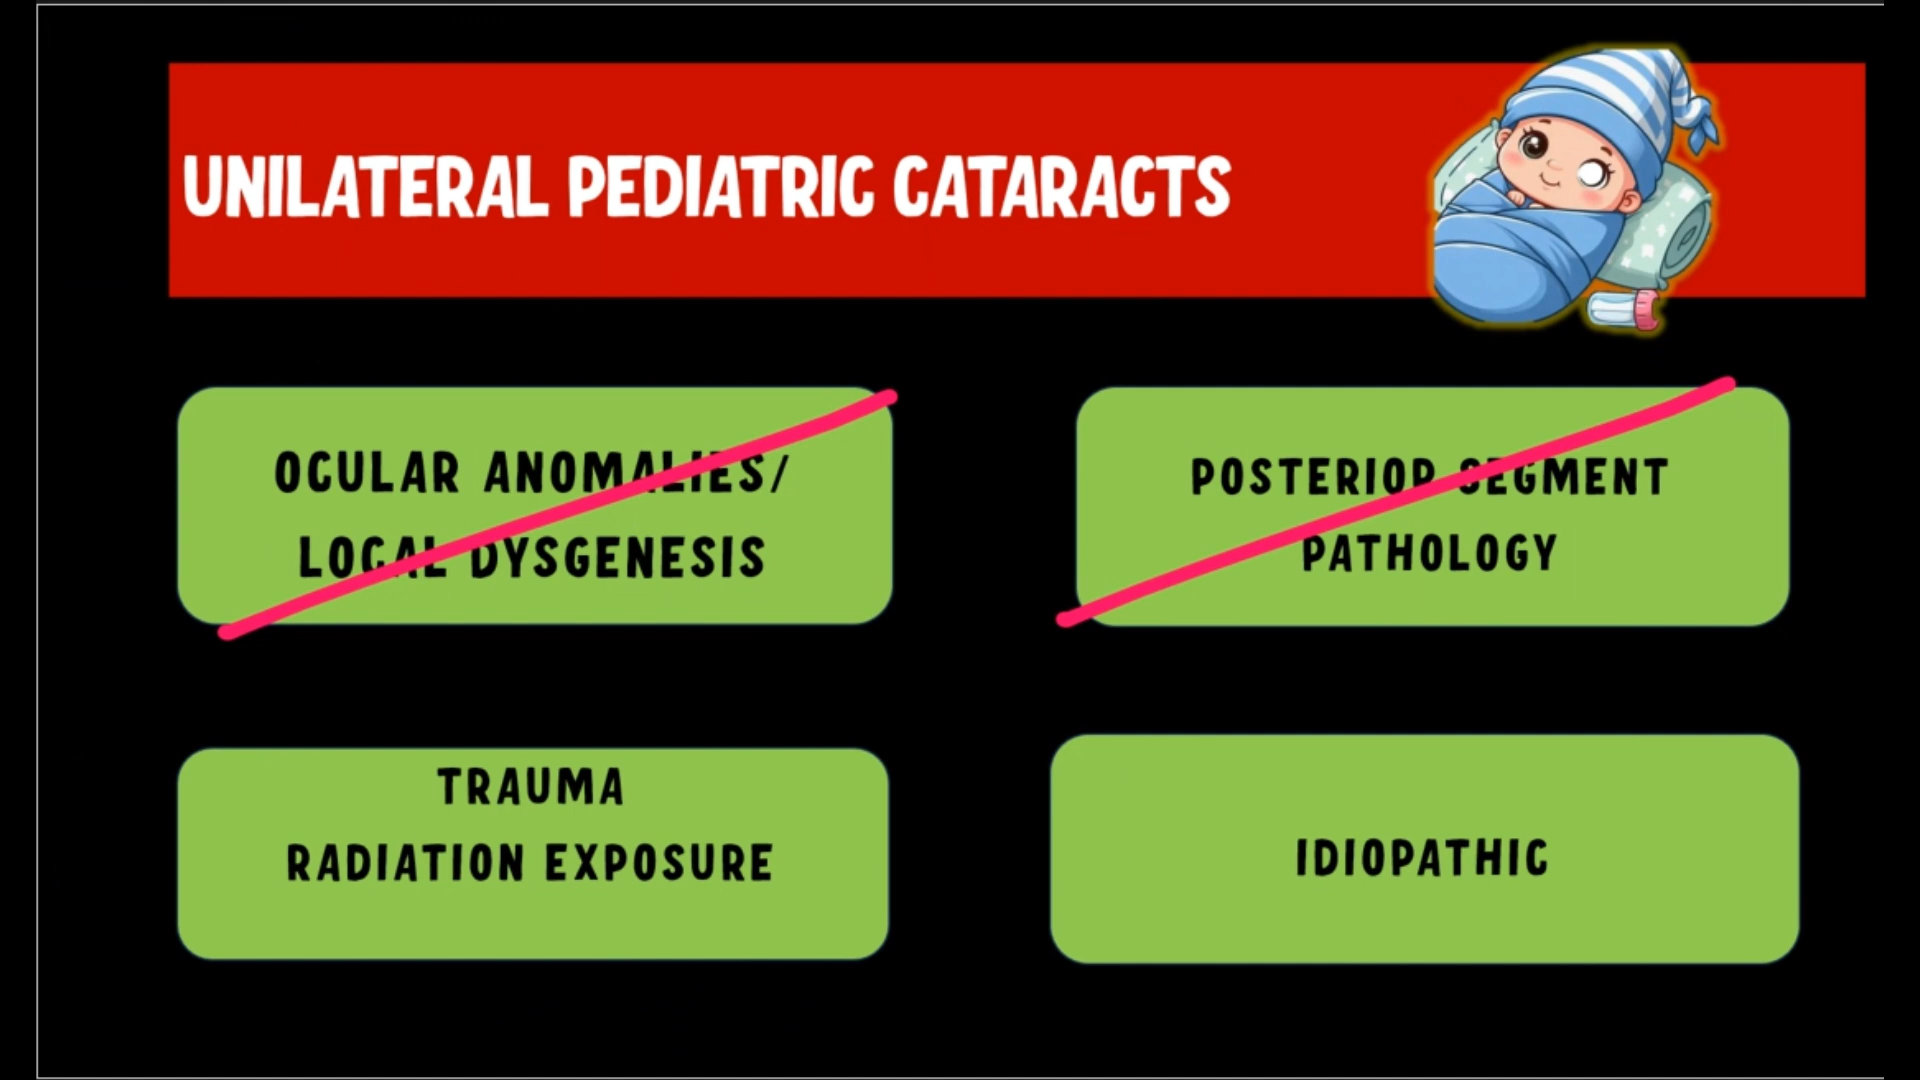 UNILATERAL PEDIATRIC CATARACTS
OCULAR ANOMALIES/
LOCAL DYSGENESIS
POSTERIOR SEGMENT
PATHOLOGY
TRAUMA
RADIATION EXPOSURE
IDIOPATHIC